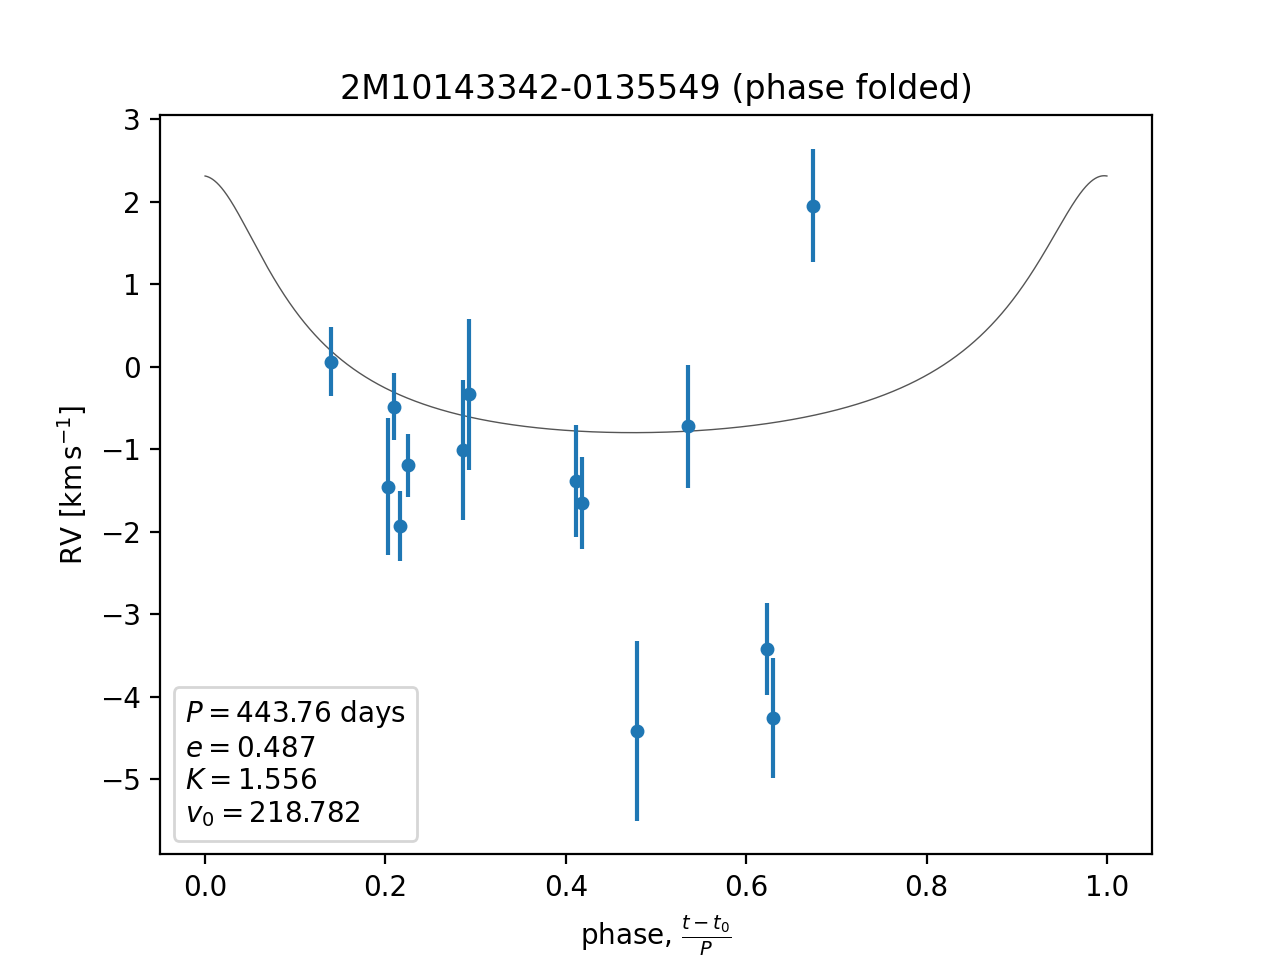 2M10143342-0135549 (phase folded)
3
2
1
0
−1
−2
−3
−4
−5
RV [km s⁻¹]
P = 443.76 days
e = 0.487
K = 1.556
v₀ = 218.782
0.0 0.2 0.4 0.6 0.8 1.0
phase, (t − t₀)/P